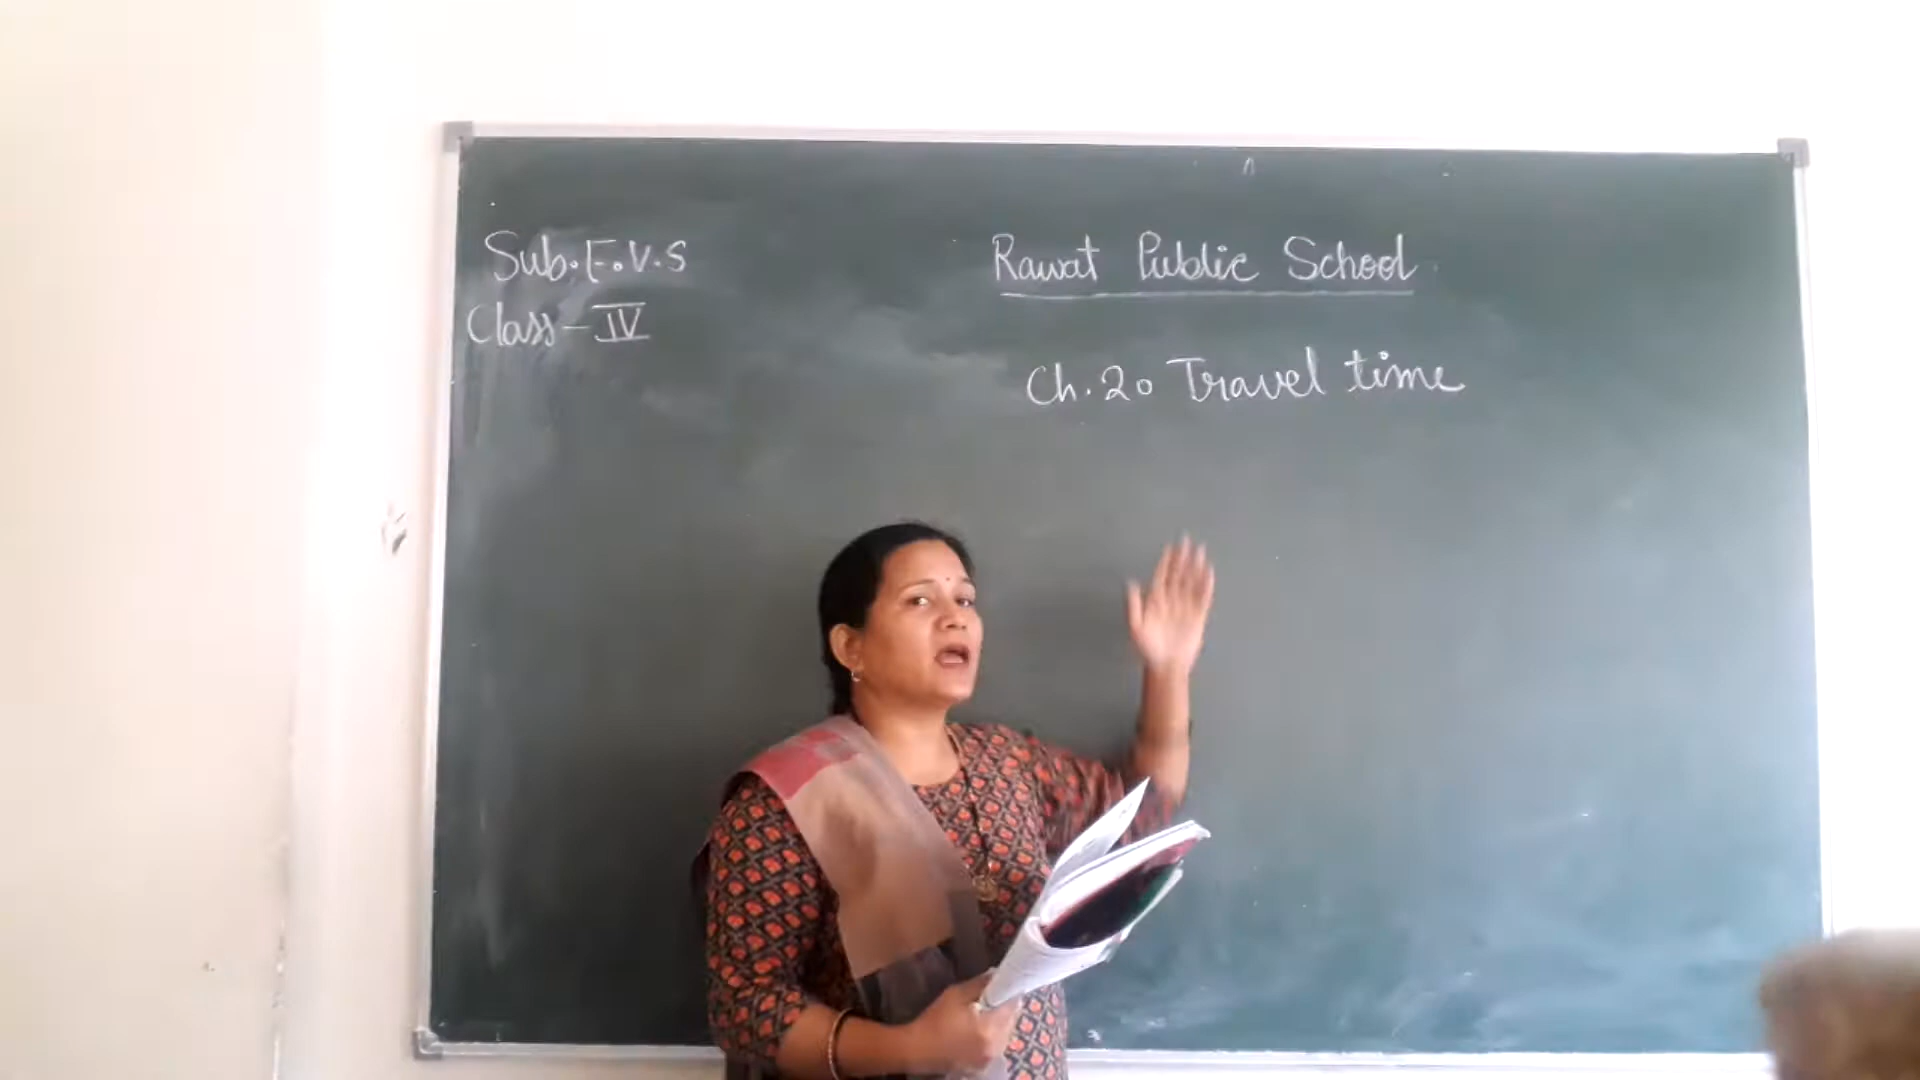 Sub. E.V.S
Class - IV
Rawat Public School
Ch. 20 Travel time